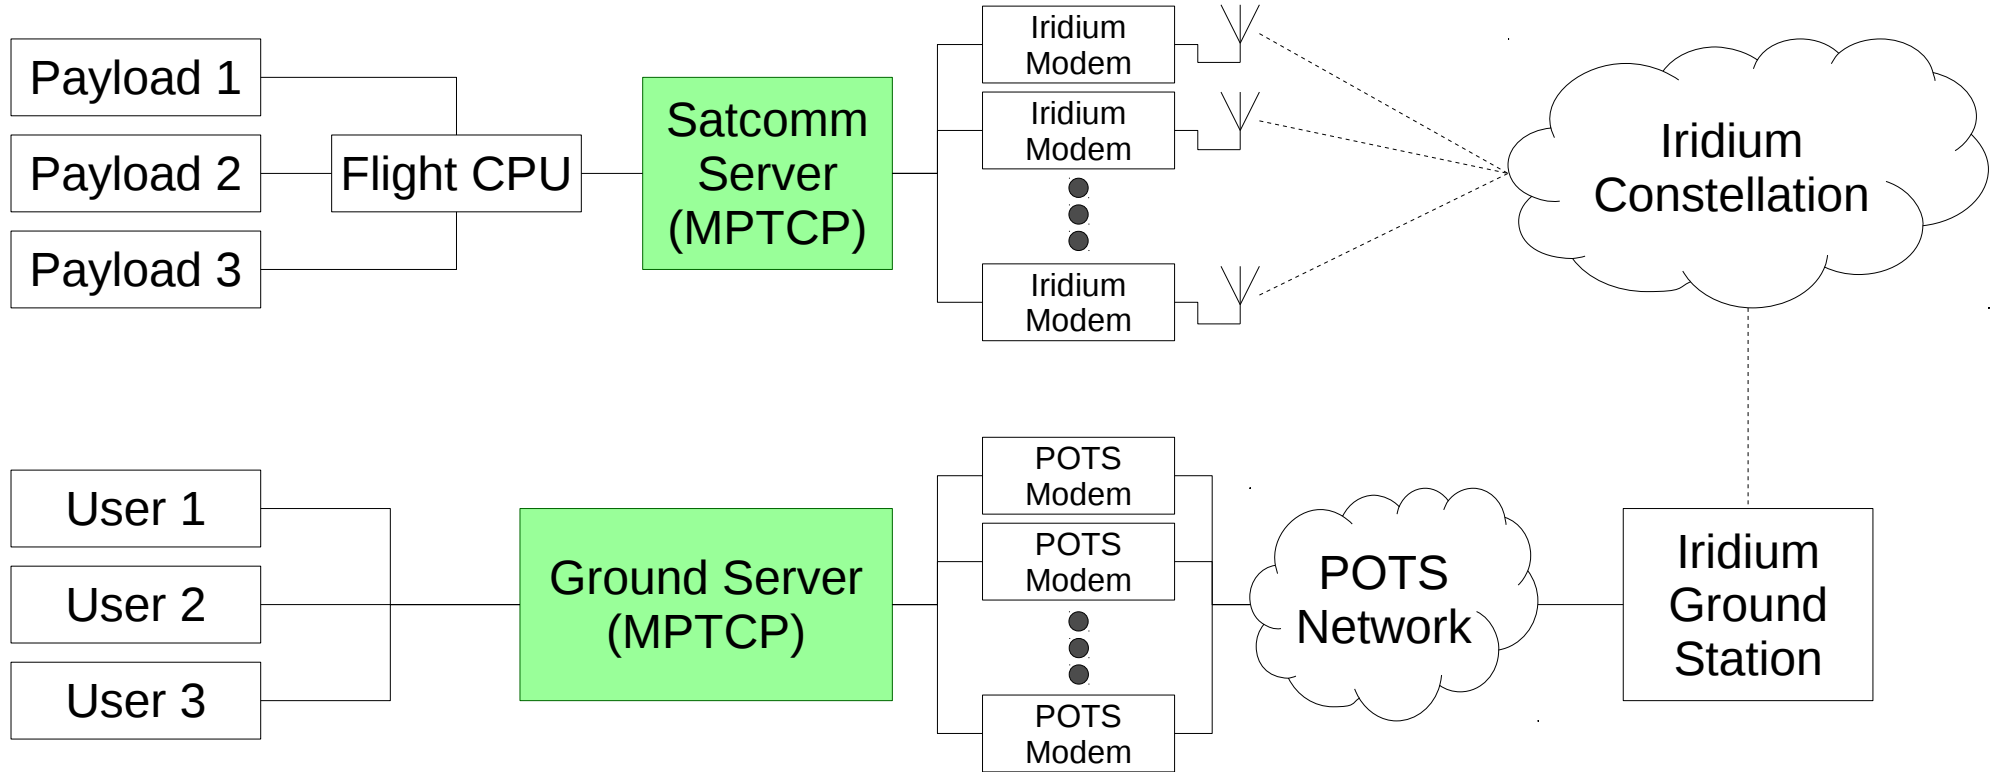 Payload 1
Payload 2
Payload 3
Flight CPU
Satcomm
Server
(MPTCP)
Iridium
Modem
Iridium
Modem
Iridium
Modem
Iridium
Constellation
User 1
User 2
User 3
Ground Server
(MPTCP)
POTS
Modem
POTS
Modem
POTS
Modem
POTS
Network
Iridium
Ground
Station